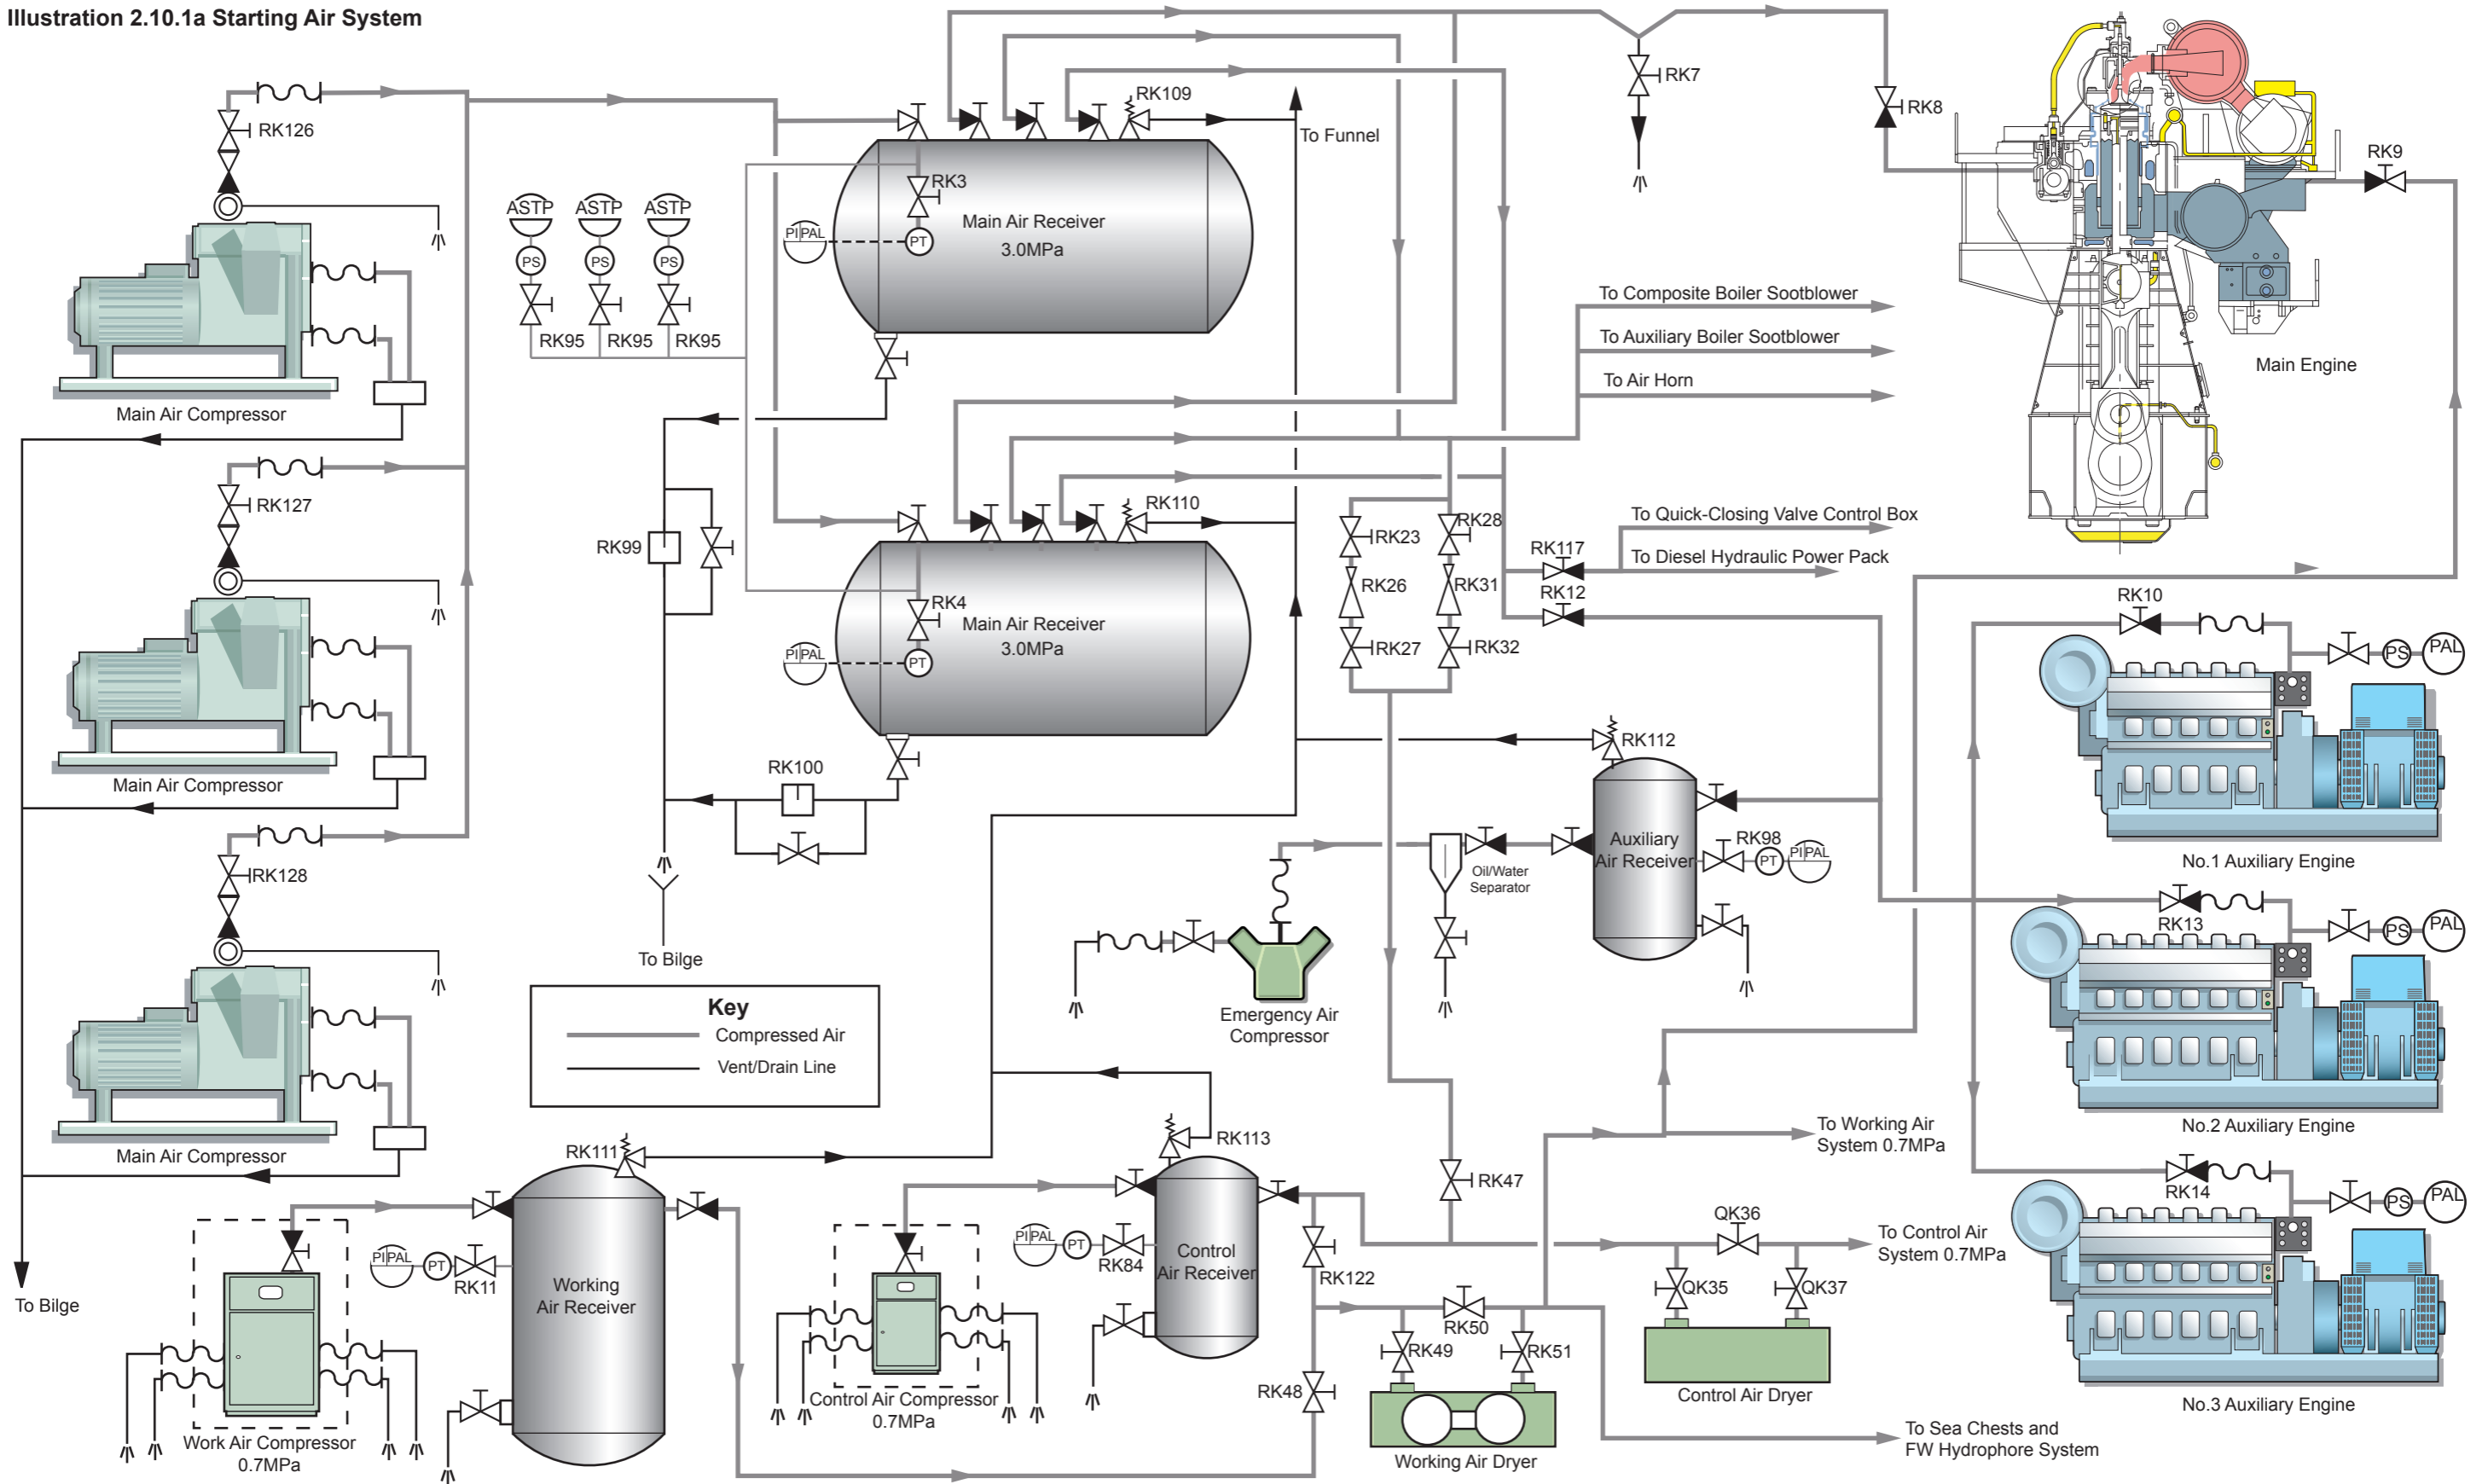 Illustration 2.10.1a Starting Air System
RK126
Main Air Compressor
RK127
Main Air Compressor
RK128
Main Air Compressor
To Bilge
ASTP
ASTP
ASTP
PS
PS
PS
RK95
RK95
RK95
RK109
To Funnel
RK3
PI PAL
PT
Main Air Receiver
3.0MPa
RK99
RK110
RK4
PI PAL
PT
Main Air Receiver
3.0MPa
RK100
To Bilge
Key
Compressed Air
Vent/Drain Line
RK7
RK8
RK9
Main Engine
To Composite Boiler Sootblower
To Auxiliary Boiler Sootblower
To Air Horn
RK23
RK28
RK26
RK31
RK27
RK32
RK117
RK12
To Quick-Closing Valve Control Box
To Diesel Hydraulic Power Pack
RK112
Auxiliary
Air Receiver
RK98
PT
PI PAL
Oil/Water
Separator
Emergency Air
Compressor
RK10
PS
PAL
No.1 Auxiliary Engine
RK13
PS
PAL
No.2 Auxiliary Engine
RK14
PS
PAL
No.3 Auxiliary Engine
RK111
PI PAL
PT
RK11
Working
Air Receiver
Work Air Compressor
0.7MPa
RK113
PI PAL
PT
RK84
Control
Air Receiver
Control Air Compressor
0.7MPa
RK122
RK48
RK47
RK50
RK49
RK51
Working Air Dryer
QK36
QK35
QK37
Control Air Dryer
To Working Air
System 0.7MPa
To Control Air
System 0.7MPa
To Sea Chests and
FW Hydrophore System